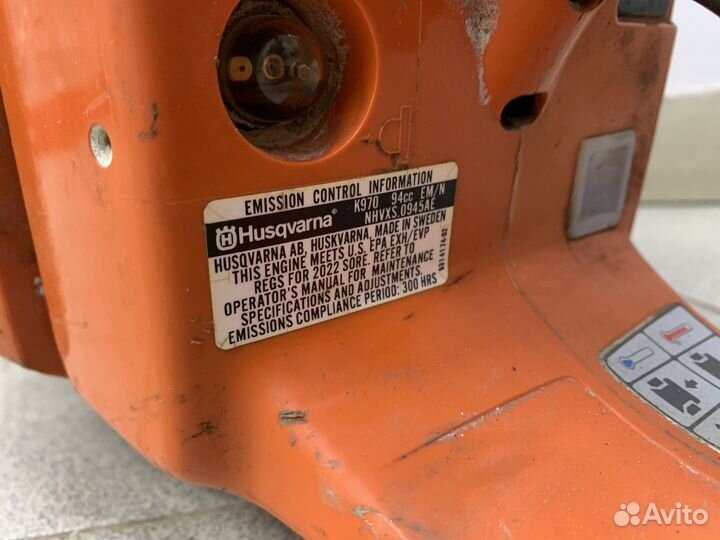 EMISSION CONTROL INFORMATION
Husqvarna® K970 94cc EM/N
NHVXS.0945AE
HUSQVARNA AB, HUSKVARNA, MADE IN SWEDEN
THIS ENGINE MEETS U.S. EPA EXH/EVP
REGS FOR 2022 SORE. REFER TO
OPERATOR'S MANUAL FOR MAINTENANCE
SPECIFICATIONS AND ADJUSTMENTS.
EMISSIONS COMPLIANCE PERIOD: 300 HRS
5314174-02
Avito